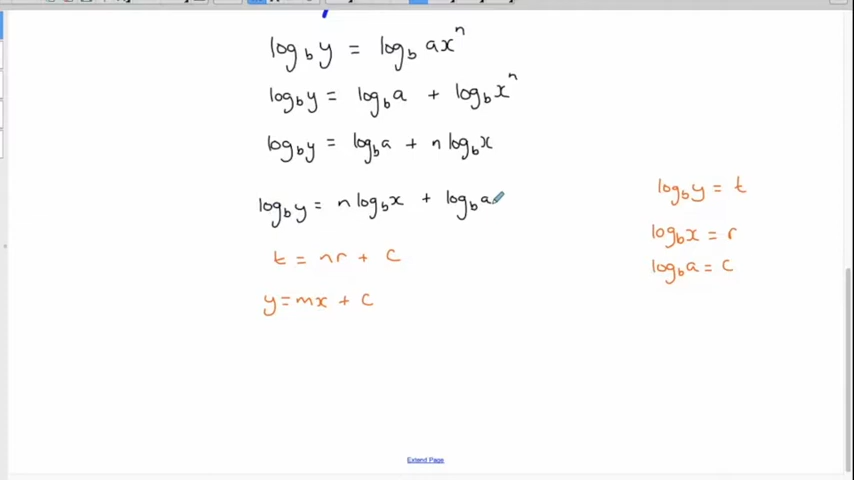 log_b y = log_b ax^n
log_b y = log_b a + log_b x^n
log_b y = log_b a + n log_b x
log_b y = n log_b x + log_b a
t = nr + c
y = mx + c
log_b y = t
log_b x = r
log_b a = c
Extend Page